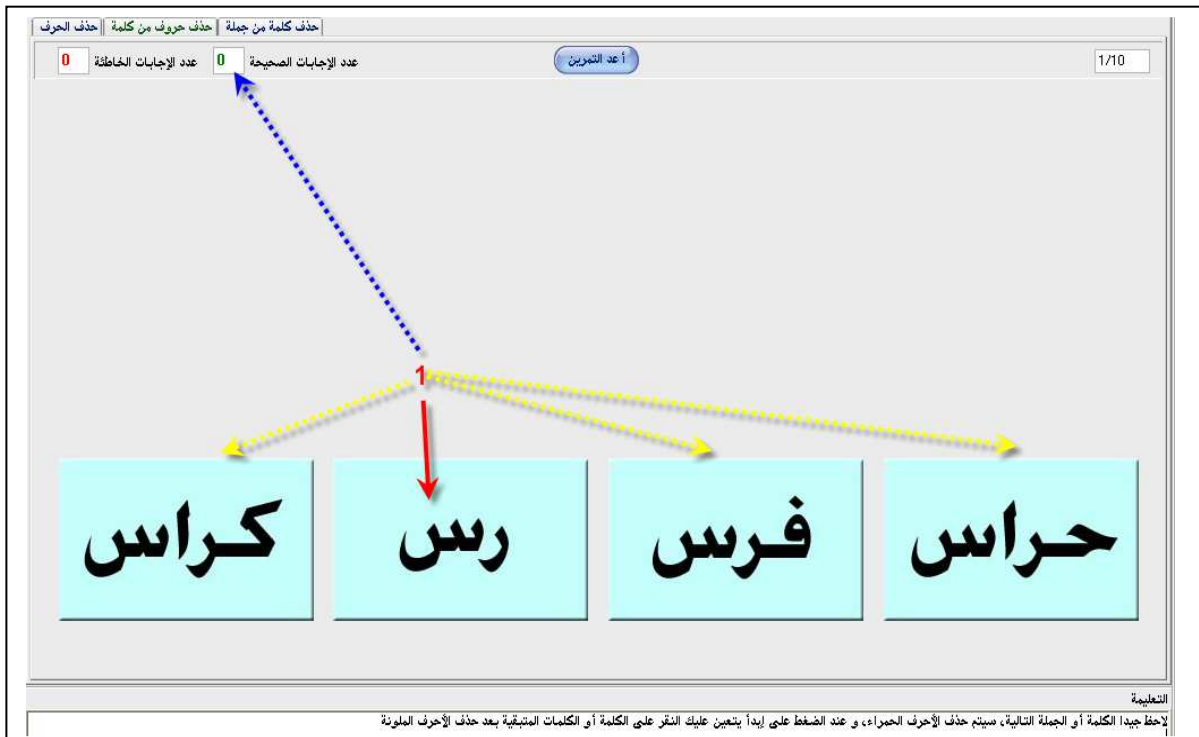 حذف كلمة من جملة حذف حروف من كلمة حذف الحرف
1/10 أعد التمرين عدد الإجابات الصحيحة 0 عدد الإجابات الخاطئة 0
1
حراس فرس رس كراس
التعليمة
لاحظ جيدا الكلمة أو الجملة التالية، سيتم حذف الأحرف الحمراء، و عند الضغط على إبدأ يتعين عليك النقر على الكلمة أو الكلمات المتبقية بعد حذف الأحرف الملونة